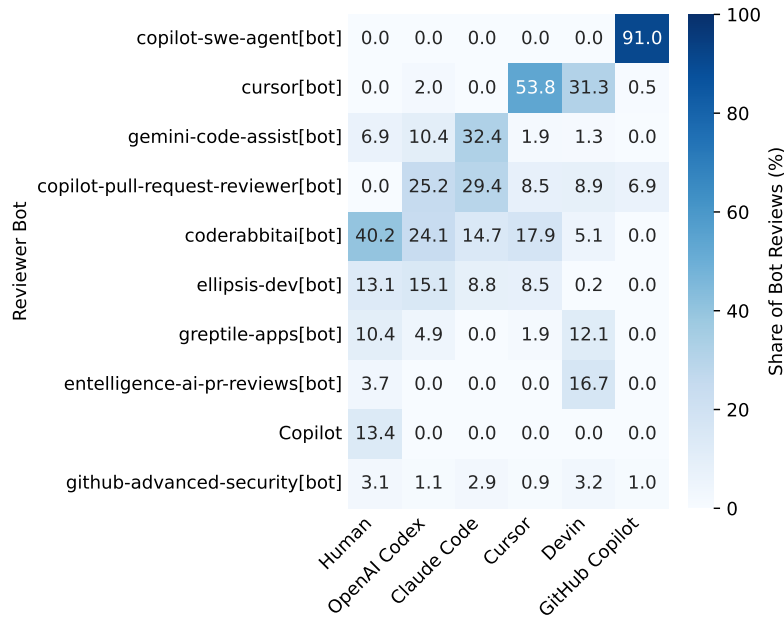 copilot-swe-agent[bot] 0.0 0.0 0.0 0.0 0.0 91.0
cursor[bot] 0.0 2.0 0.0 53.8 31.3 0.5
gemini-code-assist[bot] 6.9 10.4 32.4 1.9 1.3 0.0
copilot-pull-request-reviewer[bot] 0.0 25.2 29.4 8.5 8.9 6.9
coderabbitai[bot] 40.2 24.1 14.7 17.9 5.1 0.0
ellipsis-dev[bot] 13.1 15.1 8.8 8.5 0.2 0.0
greptile-apps[bot] 10.4 4.9 0.0 1.9 12.1 0.0
entelligence-ai-pr-reviews[bot] 3.7 0.0 0.0 0.0 16.7 0.0
Copilot 13.4 0.0 0.0 0.0 0.0 0.0
github-advanced-security[bot] 3.1 1.1 2.9 0.9 3.2 1.0
Reviewer Bot
Human
OpenAI Codex
Claude Code
Cursor
Devin
GitHub Copilot
100
80
60
40
20
0
Share of Bot Reviews (%)